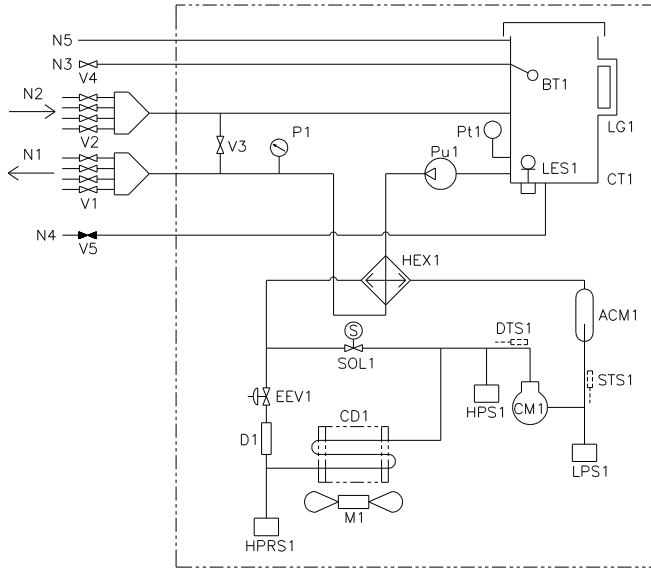 N5
N3
V4
BT1
N2
LG1
V2
V3
P1
Pt1
Pu1
N1
LES1
CT1
V1
N4
V5
HEX1
ACM1
S
DTS1
SOL1
STS1
EEV1
CD1
HPS1
CM1
D1
LPS1
M1
HPRS1